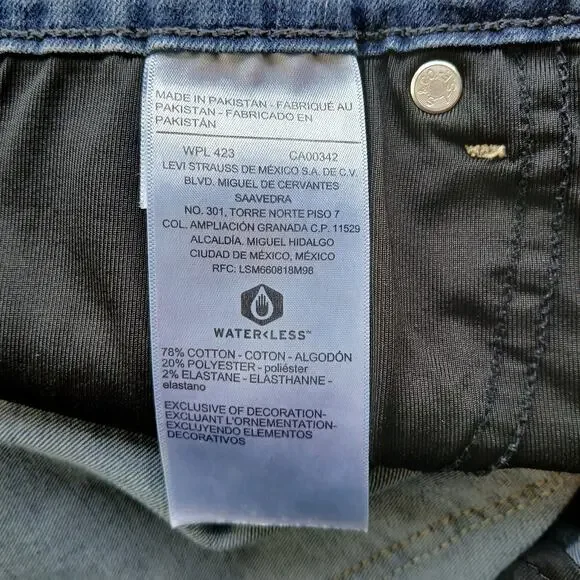 MADE IN PAKISTAN - FABRIQUÉ AU
PAKISTAN - FABRICADO EN
PAKISTÁN
WPL 423 CA00342
LEVI STRAUSS DE MÉXICO S.A. DE C.V.
BLVD. MIGUEL DE CERVANTES
SAAVEDRA
NO. 301, TORRE NORTE PISO 7
COL. AMPLIACIÓN GRANADA C.P. 11529
ALCALDÍA. MIGUEL HIDALGO
CIUDAD DE MÉXICO, MÉXICO
RFC: LSM660818M98
WATER<LESS™
78% COTTON - COTON - ALGODÓN
20% POLYESTER - poliéster
2% ELASTANE - ELASTHANNE -
elastano
EXCLUSIVE OF DECORATION-
EXCLUANT L'ORNEMENTATION-
EXCLUYENDO ELEMENTOS
DECORATIVOS